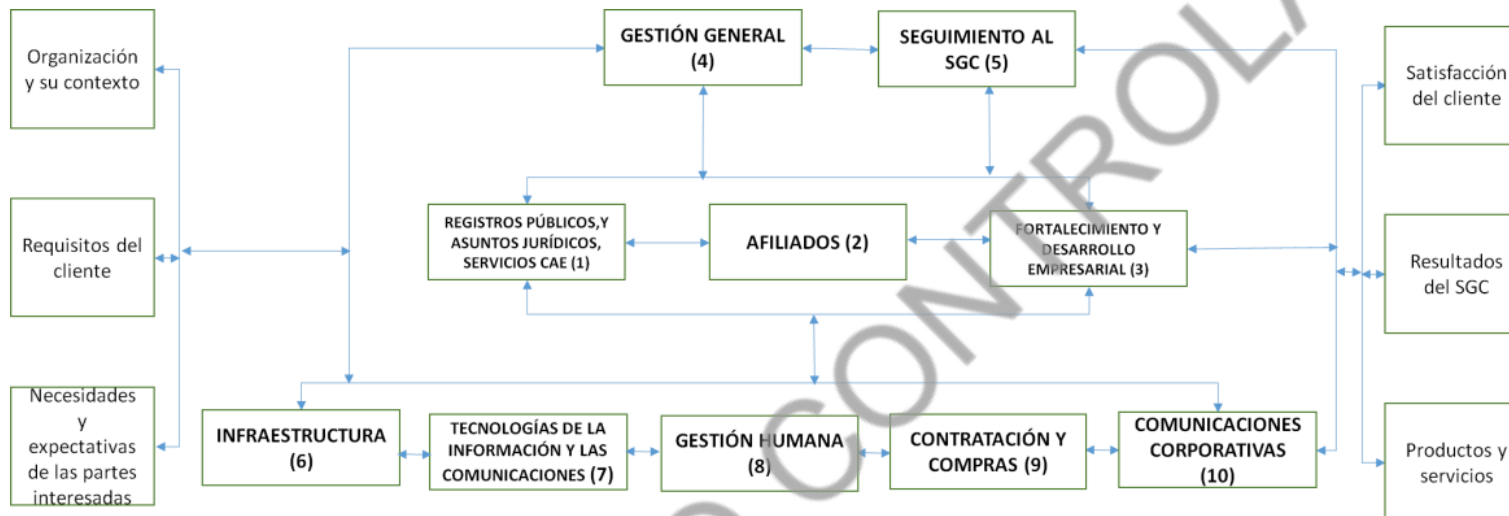 Organización
y su contexto
Requisitos del
cliente
Necesidades
y
expectativas
de las partes
interesadas
GESTIÓN GENERAL
(4)
SEGUIMIENTO AL
SGC (5)
REGISTROS PÚBLICOS,Y
ASUNTOS JURÍDICOS,
SERVICIOS CAE (1)
AFILIADOS (2)
FORTALECIMIENTO Y
DESARROLLO
EMPRESARIAL (3)
INFRAESTRUCTURA
(6)
TECNOLOGÍAS DE LA
INFORMACIÓN Y LAS
COMUNICACIONES (7)
GESTIÓN HUMANA
(8)
CONTRATACIÓN Y
COMPRAS (9)
COMUNICACIONES
CORPORATIVAS
(10)
Satisfacción
del cliente
Resultados
del SGC
Productos y
servicios
CONTROLA